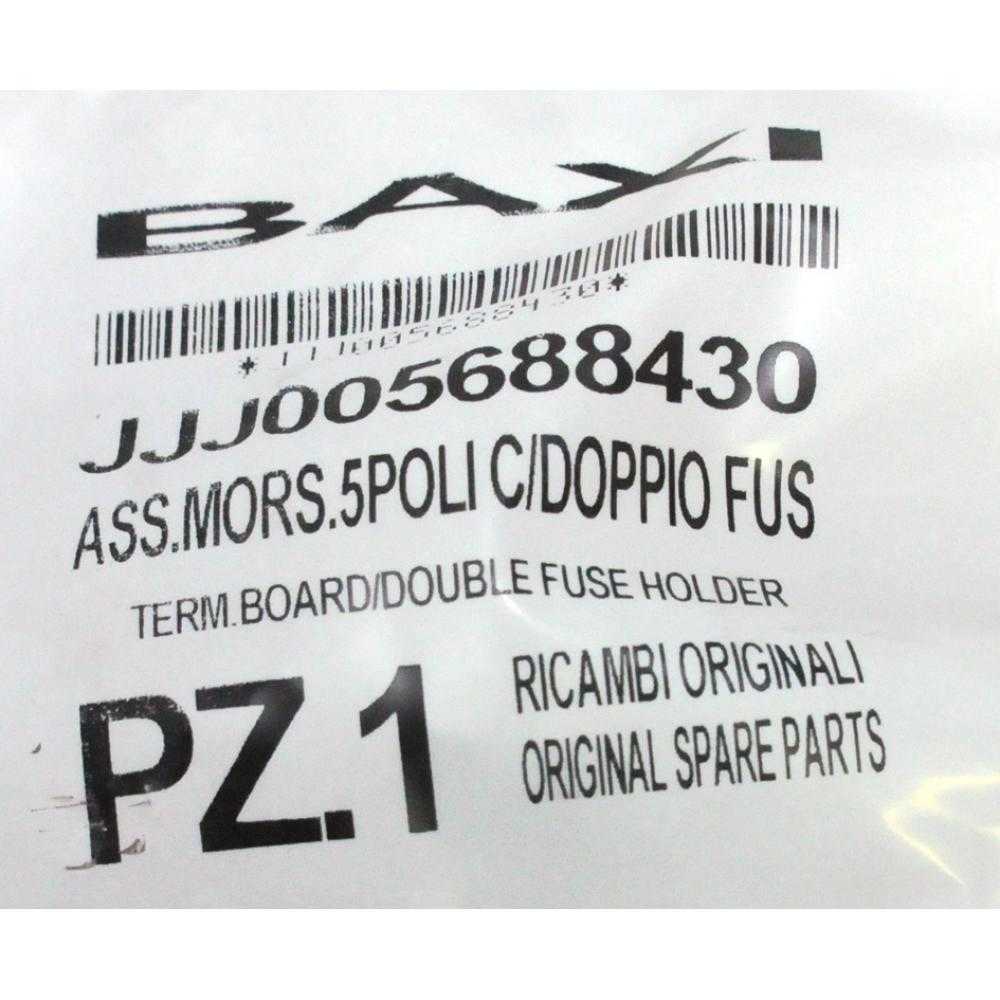 BAXI
*JJJ005688430*
JJJ005688430
ASS.MORS.5POLI C/DOPPIO FUS
TERM.BOARD/DOUBLE FUSE HOLDER
PZ.1
RICAMBI ORIGINALI
ORIGINAL SPARE PARTS